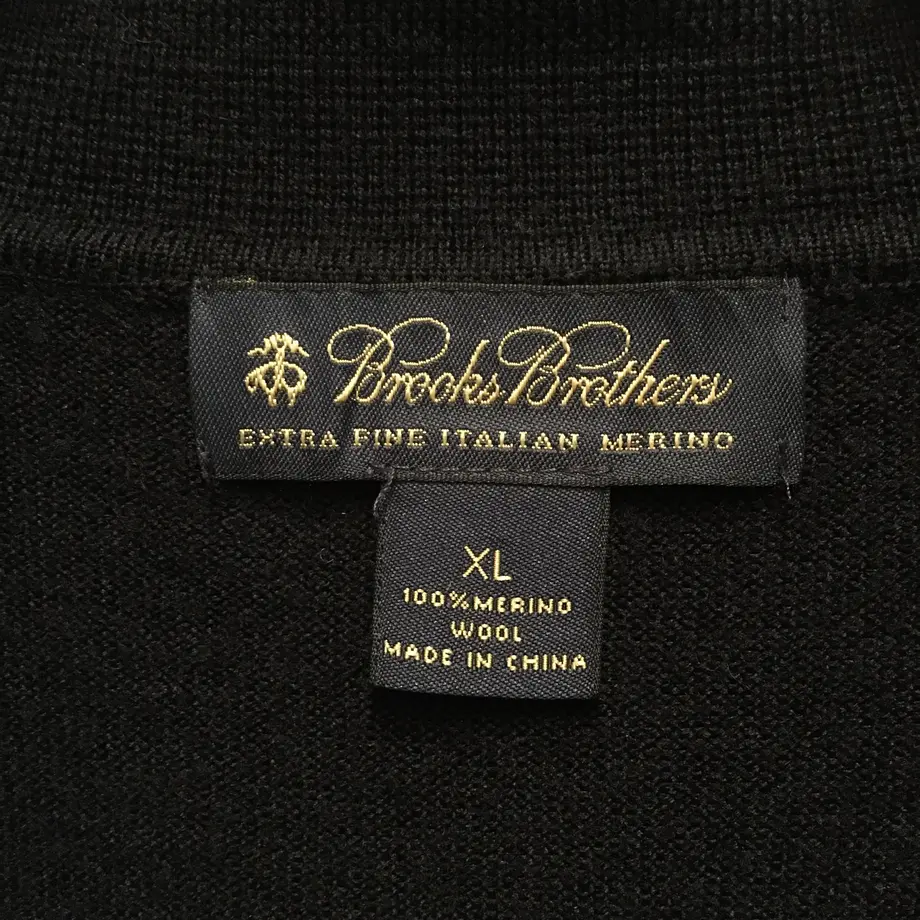 Brooks Brothers
EXTRA FINE ITALIAN MERINO
XL
100% MERINO
WOOL
MADE IN CHINA